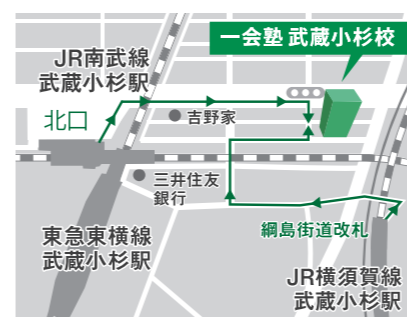 一会塾 武蔵小杉校
JR南武線
武蔵小杉駅
北口
吉野家
三井住友
銀行
東急東横線
武蔵小杉駅
綱島街道改札
JR横須賀線
武蔵小杉駅